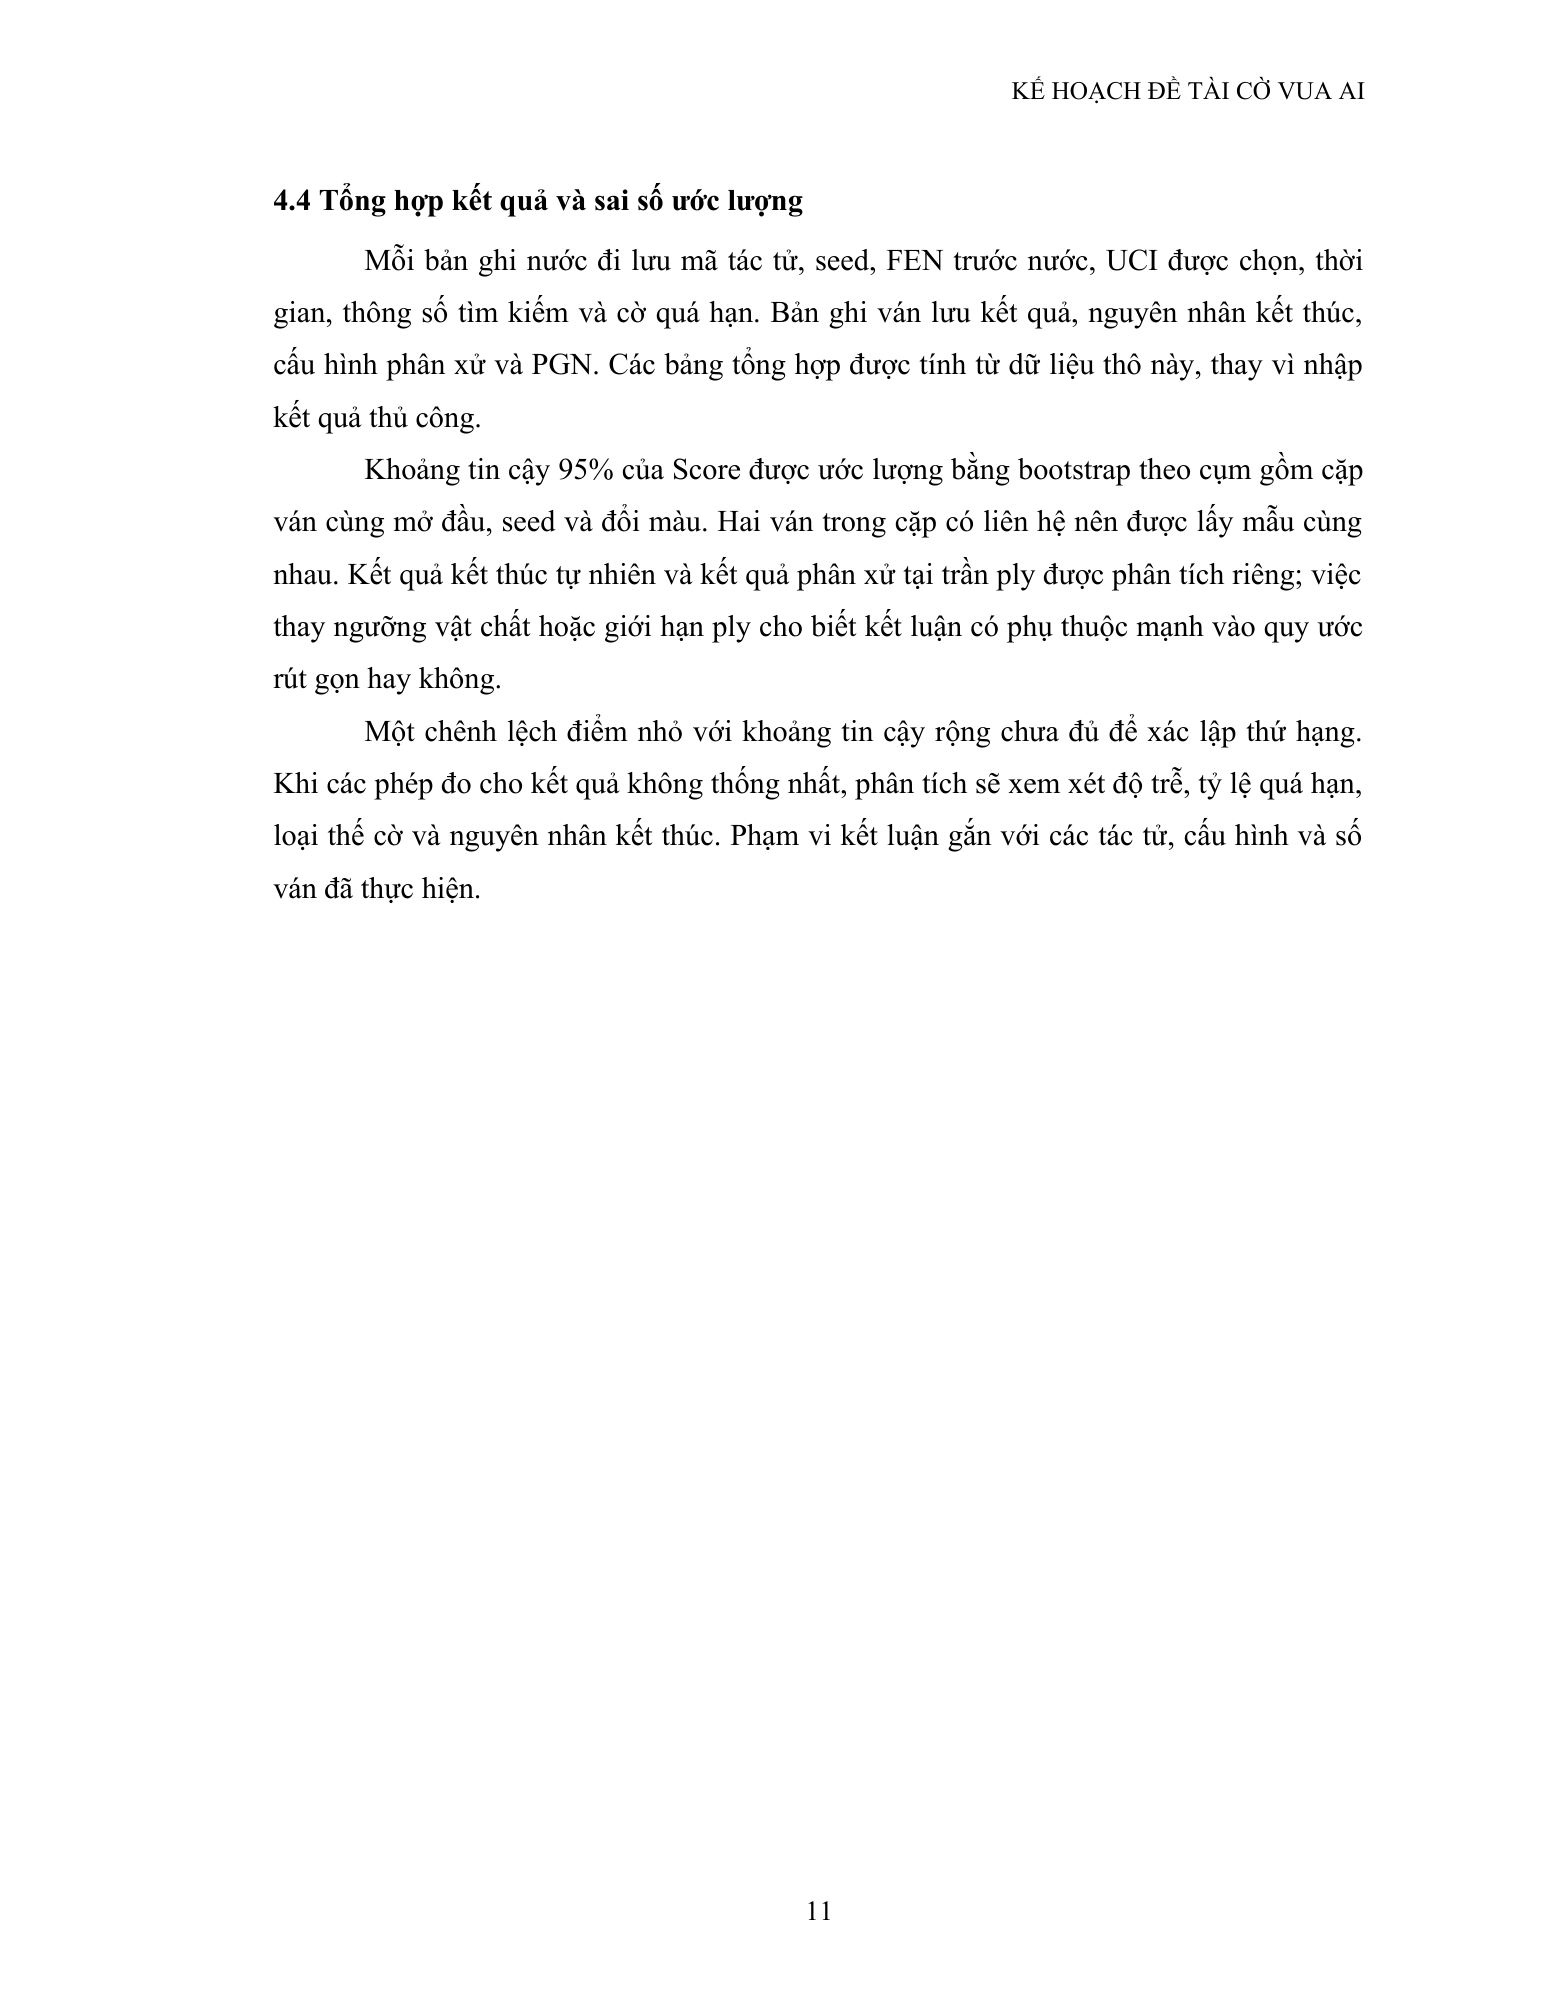 KẾ HOẠCH ĐỀ TÀI CỜ VUA AI
4.4 Tổng hợp kết quả và sai số ước lượng
Mỗi bản ghi nước đi lưu mã tác tử, seed, FEN trước nước, UCI được chọn, thời
gian, thông số tìm kiếm và cờ quá hạn. Bản ghi ván lưu kết quả, nguyên nhân kết thúc,
cấu hình phân xử và PGN. Các bảng tổng hợp được tính từ dữ liệu thô này, thay vì nhập
kết quả thủ công.
Khoảng tin cậy 95% của Score được ước lượng bằng bootstrap theo cụm gồm cặp
ván cùng mở đầu, seed và đổi màu. Hai ván trong cặp có liên hệ nên được lấy mẫu cùng
nhau. Kết quả kết thúc tự nhiên và kết quả phân xử tại trần ply được phân tích riêng; việc
thay ngưỡng vật chất hoặc giới hạn ply cho biết kết luận có phụ thuộc mạnh vào quy ước
rút gọn hay không.
Một chênh lệch điểm nhỏ với khoảng tin cậy rộng chưa đủ để xác lập thứ hạng.
Khi các phép đo cho kết quả không thống nhất, phân tích sẽ xem xét độ trễ, tỷ lệ quá hạn,
loại thế cờ và nguyên nhân kết thúc. Phạm vi kết luận gắn với các tác tử, cấu hình và số
ván đã thực hiện.
11